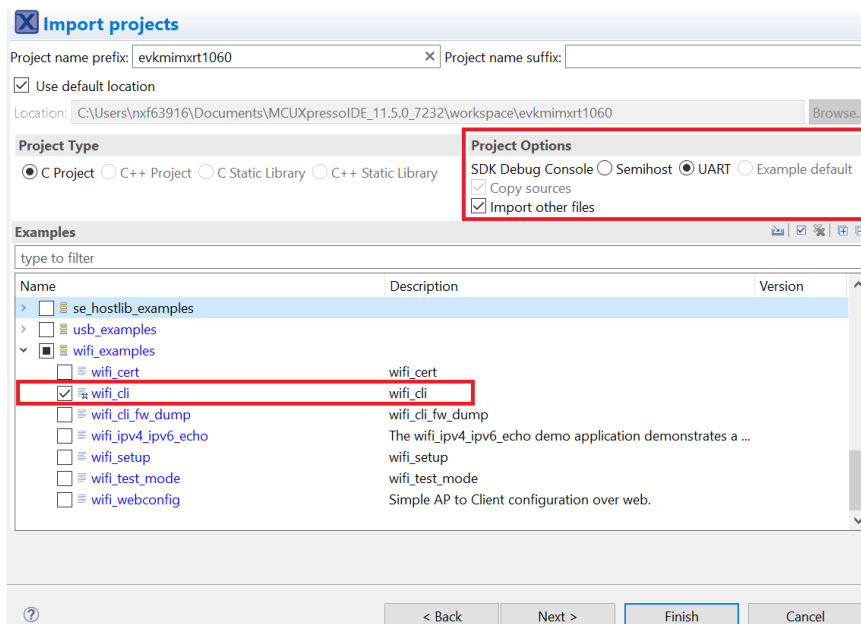 Import projects
Project name prefix: evkmimxrt1060 Project name suffix:
Use default location
Location: C:\Users\nxf63916\Documents\MCUXpressoIDE_11.5.0_7232\workspace\evkmimxrt1060 Browse..
Project Type
C Project C++ Project C Static Library C++ Static Library
Project Options
SDK Debug Console Semihost UART Example default
Copy sources
Import other files
Examples
type to filter
Name Description Version
se_hostlib_examples
usb_examples
wifi_examples
wifi_cert wifi_cert
wifi_cli wifi_cli
wifi_cli_fw_dump wifi_cli_fw_dump
wifi_ipv4_ipv6_echo The wifi_ipv4_ipv6_echo demo application demonstrates a ...
wifi_setup wifi_setup
wifi_test_mode wifi_test_mode
wifi_webconfig Simple AP to Client configuration over web.
< Back Next > Finish Cancel